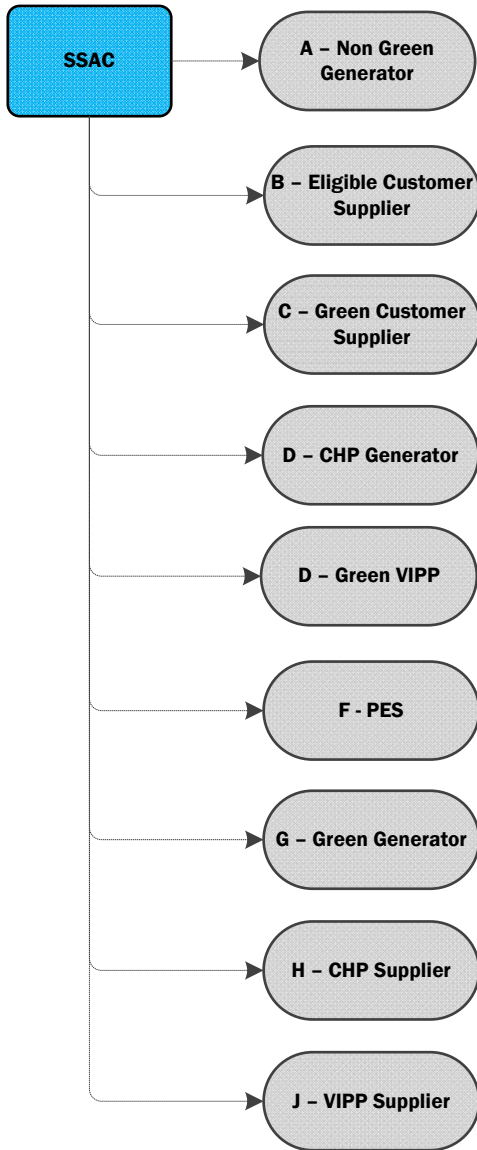 SSAC
A – Non Green
Generator
B – Eligible Customer
Supplier
C – Green Customer
Supplier
D – CHP Generator
D – Green VIPP
F - PES
G – Green Generator
H – CHP Supplier
J – VIPP Supplier